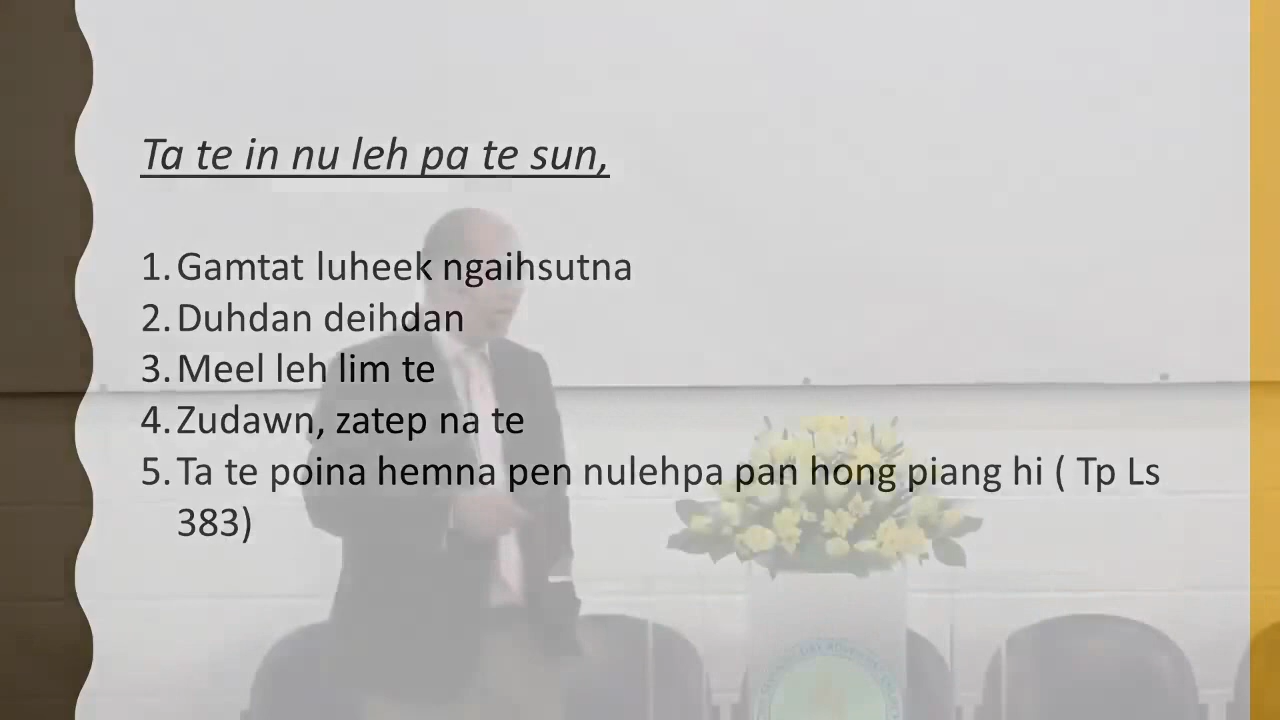 Ta te in nu leh pa te sun,
1. Gamtat luheek ngaihsutna
2. Duhdan deihdan
3. Meel leh lim te
4. Zudawn, zatep na te
5. Ta te poina hemna pen nulehpa pan hong piang hi ( Tp Ls
383)